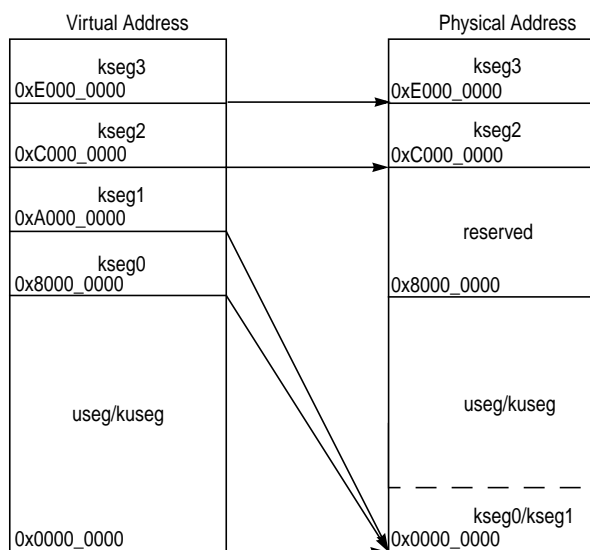 Virtual Address
kseg3
0xE000_0000
kseg2
0xC000_0000
kseg1
0xA000_0000
kseg0
0x8000_0000
useg/kuseg
0x0000_0000
Physical Address
kseg3
0xE000_0000
kseg2
0xC000_0000
reserved
0x8000_0000
useg/kuseg
kseg0/kseg1
0x0000_0000